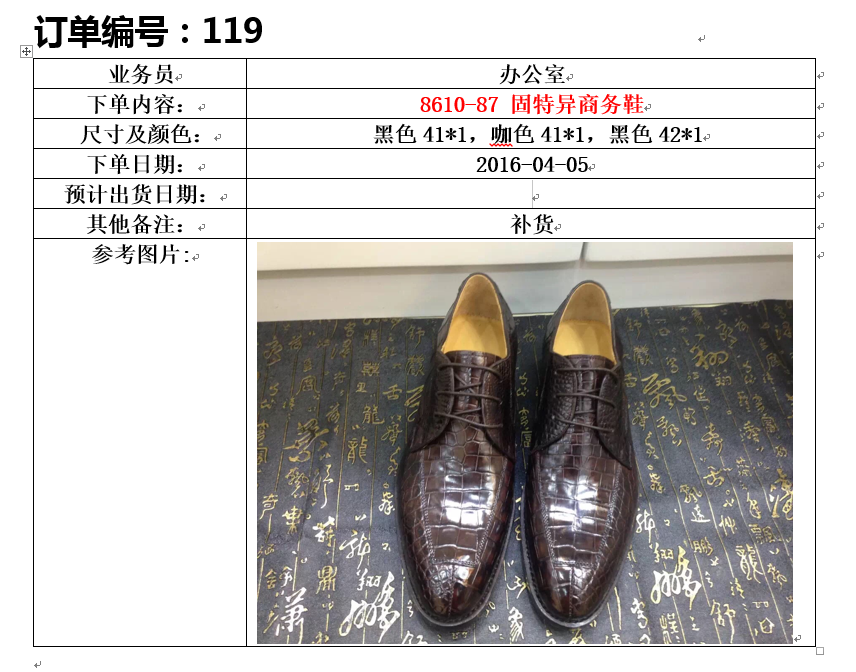 订单编号：119
业务员
办公室
下单内容：
8610-87 固特异商务鞋
尺寸及颜色：
黑色 41*1，咖色 41*1，黑色 42*1
下单日期：
2016-04-05
预计出货日期：
其他备注：
补货
参考图片: